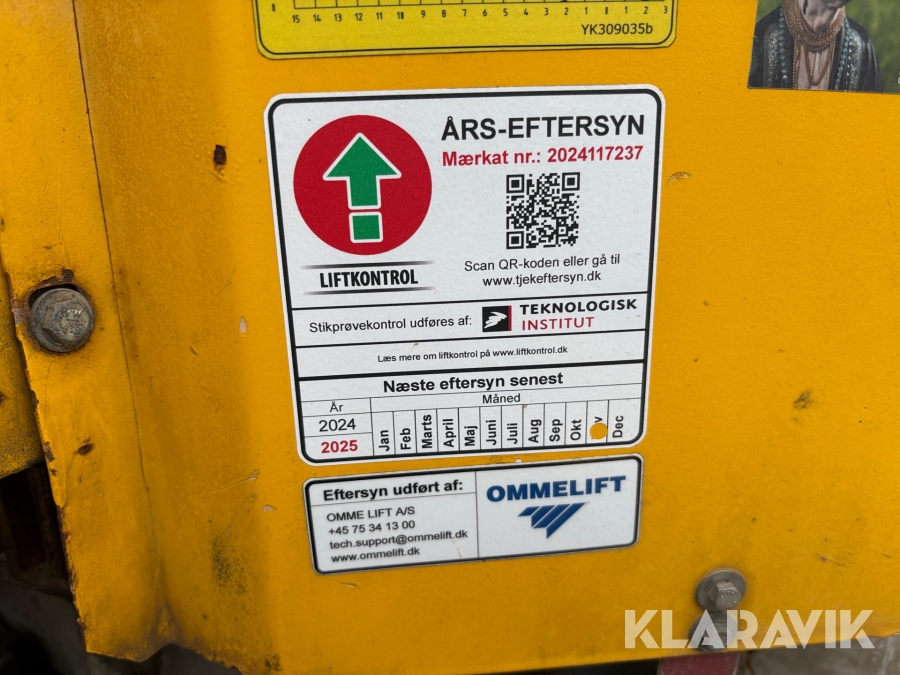 0 15 14 13 12 11 10 9 8 7 6 5 4 3 2 1 2 3
YK309035b
ÅRS-EFTERSYN
Mærkat nr.: 2024117237
Scan QR-koden eller gå til
www.tjekeftersyn.dk
LIFTKONTROL
Stikprøvekontrol udføres af:
TEKNOLOGISK
INSTITUT
Læs mere om liftkontrol på www.liftkontrol.dk
Næste eftersyn senest
År
Måned
2024
2025
Jan Feb Marts April Maj Juni Juli Aug Sep Okt v Dec
Eftersyn udført af:
OMME LIFT A/S
+45 75 34 13 00
tech.support@ommelift.dk
www.ommelift.dk
OMMELIFT
KLARAVIK